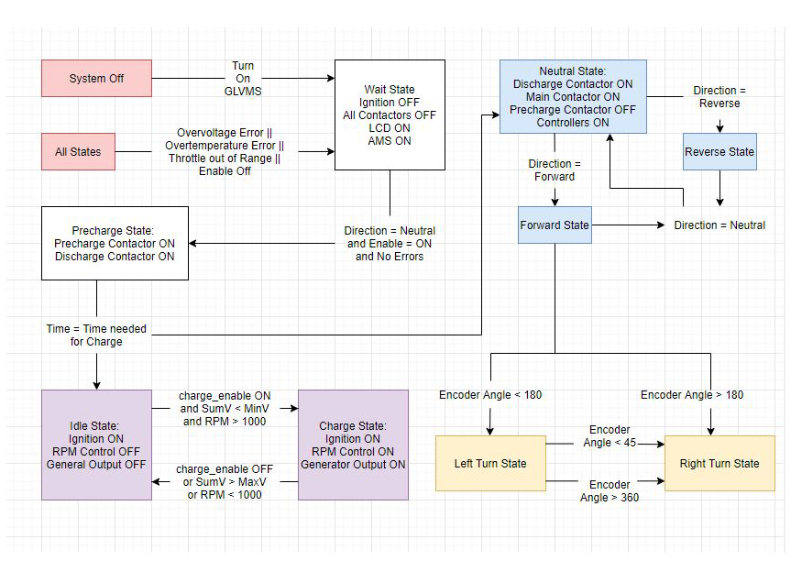 System Off
Turn
On
GLVMS
Wait State
Ignition OFF
All Contactors OFF
LCD ON
AMS ON
All States
Overvoltage Error ||
Overtemperature Error ||
Throttle out of Range ||
Enable Off
Neutral State:
Discharge Contactor ON
Main Contactor ON
Precharge Contactor OFF
Controllers ON
Direction =
Reverse
Reverse State
Direction =
Forward
Forward State
Direction = Neutral
Precharge State:
Precharge Contactor ON
Discharge Contactor ON
Direction = Neutral
and Enable = ON
and No Errors
Time = Time needed
for Charge
Idle State:
Ignition ON
RPM Control OFF
General Output OFF
charge_enable ON
and SumV < MinV
and RPM > 1000
charge_enable OFF
or SumV > MaxV
or RPM < 1000
Charge State:
Ignition ON
RPM Control ON
Generator Output ON
Encoder Angle < 180
Encoder Angle > 180
Left Turn State
Encoder
Angle < 45
Encoder
Angle > 360
Right Turn State